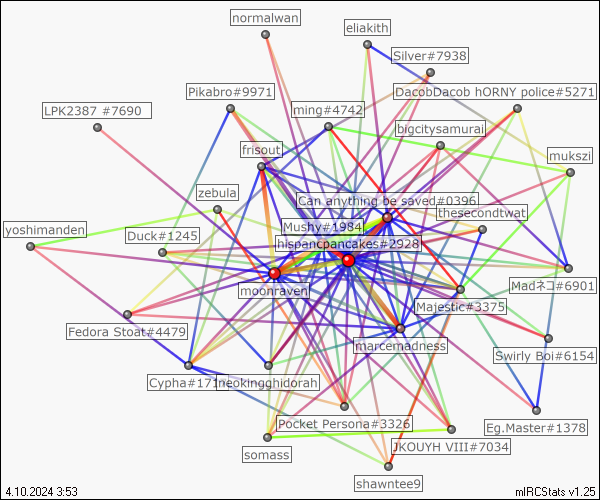 normalwan
eliakith
Silver#7938
Pikabro#9971
DacobDacob hORNY police#5271
LPK2387 #7690
ming#4742
bigcitysamurai
frisout
mukszi
zebula
Can anything be saved#0396
thesecondtwat
Mushy#1984
yoshimanden
Duck#1245
hispancpancakes#2928
moonraven
Madネコ#6901
Majestic#3375
Fedora Stoat#4479
marcemadness
Swirly Boi#6154
Cypha#171
neokingghidorah
Pocket Persona#3326
Eg.Master#1378
JKOUYH VIII#7034
somass
shawntee9
4.10.2024 3:53
mIRCStats v1.25